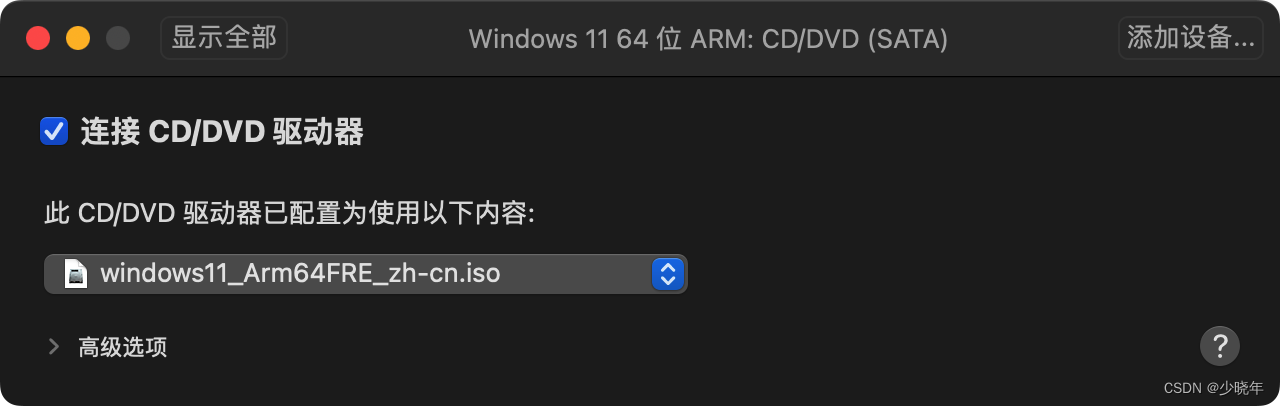 显示全部
Windows 11 64 位 ARM: CD/DVD (SATA)
添加设备...
连接 CD/DVD 驱动器
此 CD/DVD 驱动器已配置为使用以下内容:
windows11_Arm64FRE_zh-cn.iso
高级选项
?
CSDN @少晓年